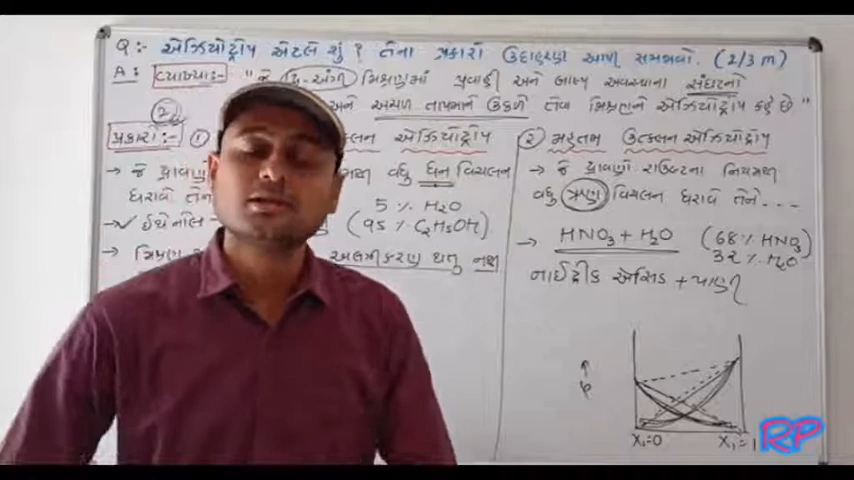 Q:- એઝિયોટ્રોપ એટલે શું ? તેના પ્રકારો ઉદાહરણ આપી સમજાવો. (2/3 m)
A:- વ્યાખ્યા:- "જે દ્વિ-અંગી મિશ્રણમાં પ્રવાહી અને બાષ્પ અવસ્થાના સંઘટનો
અને અચળ તાપમાને ઉકળે તેવા મિશ્રણને એઝિયોટ્રોપ કહે છે"
પ્રકારો:- ①
કલન એઝિયોટ્રોપ
→ જે દ્રાવણ
વધુ ધન વિચલન
ધરાવે તેને
5 % H₂O
→ ✓ ઈથેનોલ
(95 % C₂H₅OH)
→ મિશ્રણ
અલગીકરણ થતુ નથી
② મહત્તમ ઉત્કલન એઝિયોટ્રોપ
→ જે દ્રાવણો રાઉલ્ટના નિયમથી
વધુ ઋણ વિચલન ધરાવે તેને....
→ HNO₃ + H₂O (68% HNO₃)
32 % H₂O
નાઈટ્રીક એસિડ + પાણી
↑
P
X₁=0 X₁=1
RP